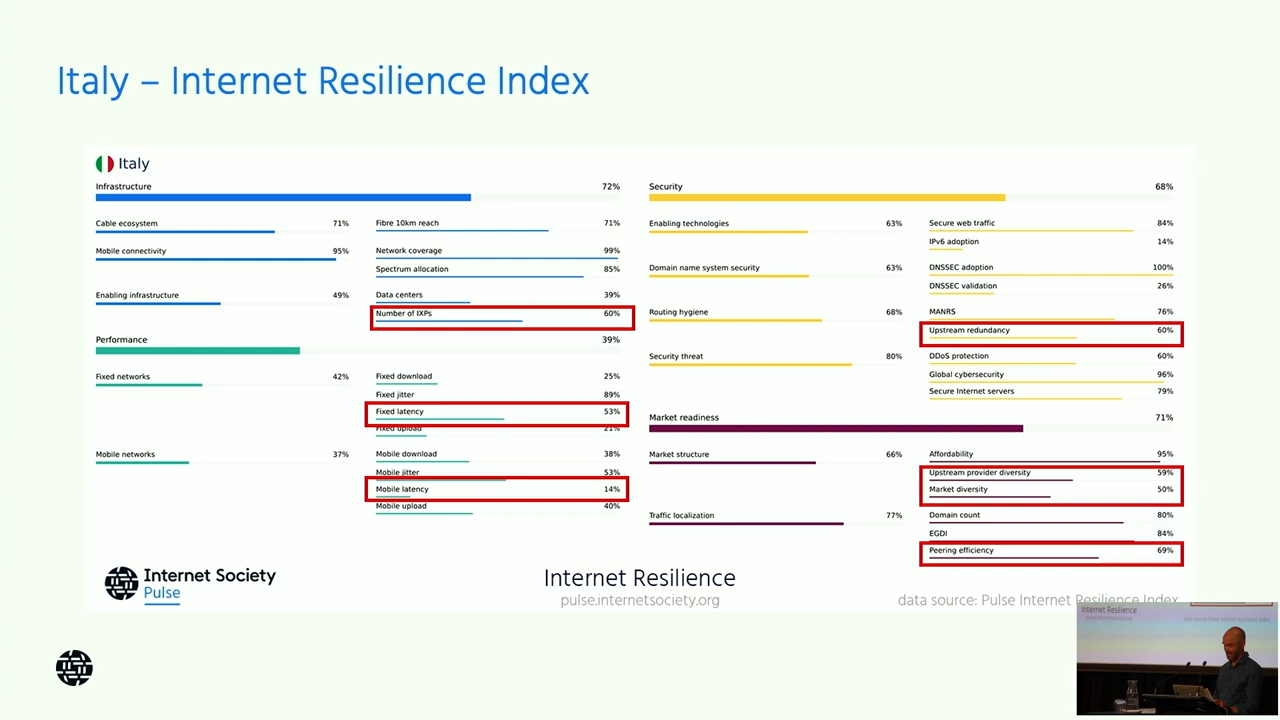 Italy – Internet Resilience Index
Italy
Infrastructure 72%
Cable ecosystem 71%
Fibre 10km reach 71%
Mobile connectivity 95%
Network coverage 99%
Spectrum allocation 85%
Enabling infrastructure 49%
Data centers 39%
Number of IXPs 60%
Performance 39%
Fixed networks 42%
Fixed download 25%
Fixed jitter 89%
Fixed latency 53%
Fixed upload 21%
Mobile networks 37%
Mobile download 38%
Mobile jitter 53%
Mobile latency 14%
Mobile upload 40%
Security 68%
Enabling technologies 63%
Secure web traffic 84%
IPv6 adoption 14%
Domain name system security 63%
DNSSEC adoption 100%
DNSSEC validation 26%
Routing hygiene 68%
MANRS 76%
Upstream redundancy 60%
Security threat 80%
DDoS protection 60%
Global cybersecurity 96%
Secure Internet servers 79%
Market readiness 71%
Market structure 66%
Affordability 95%
Upstream provider diversity 59%
Market diversity 50%
Traffic localization 77%
Domain count 80%
EGDI 84%
Peering efficiency 69%
Internet Society
Pulse
Internet Resilience
pulse.internetsociety.org
data source: Pulse Internet Resilience Index
Internet Resilience